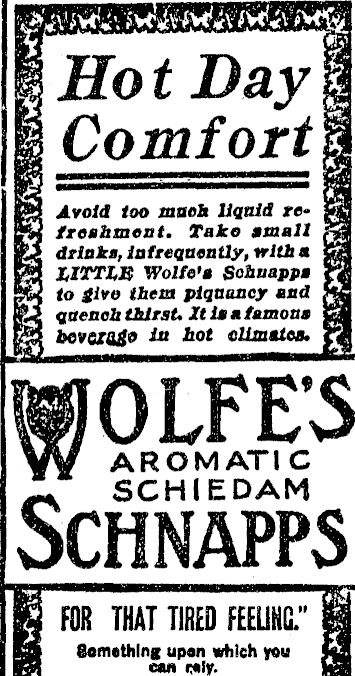 Hot Day
Comfort
Avoid too much liquid re-
freshment. Take small
drinks, infrequently, with a
LITTLE Wolfe's Schnapps
to give them piquancy and
quench thirst. It is a famous
beverage in hot climates.
WOLFE'S
AROMATIC
SCHIEDAM
SCHNAPPS
FOR THAT TIRED FEELING."
Something upon which you
can rely.